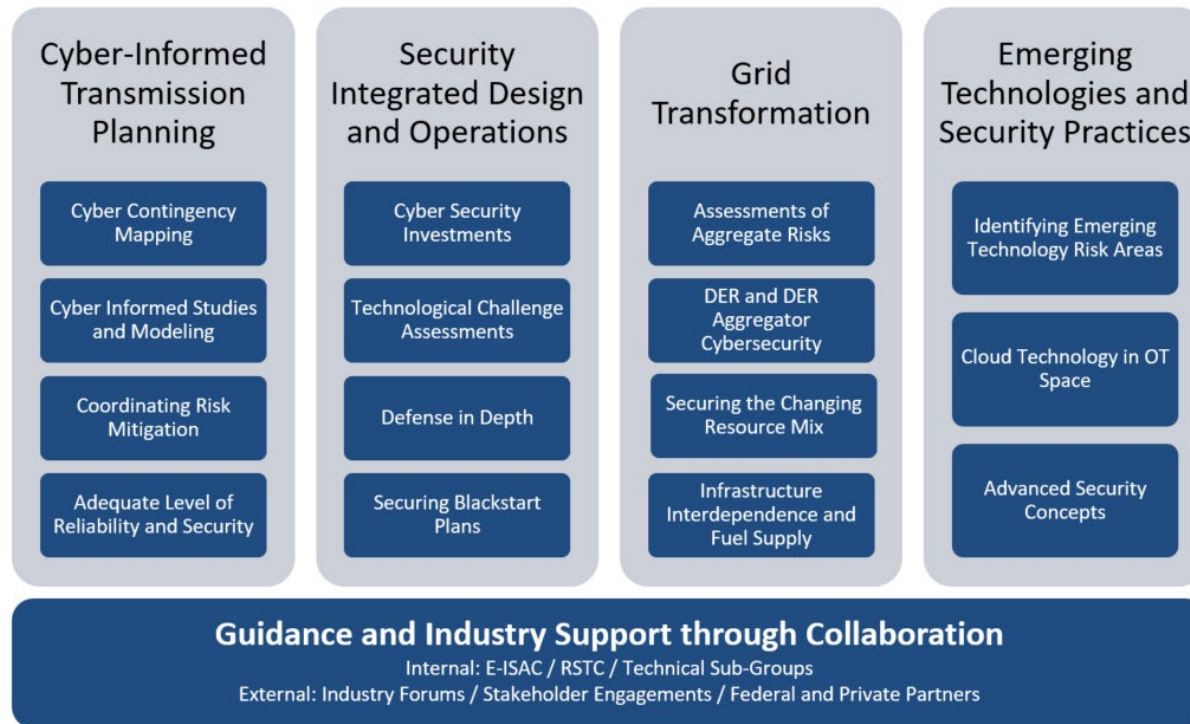 Cyber-Informed
Transmission
Planning
Cyber Contingency
Mapping
Cyber Informed Studies
and Modeling
Coordinating Risk
Mitigation
Adequate Level of
Reliability and Security
Security
Integrated Design
and Operations
Cyber Security
Investments
Technological Challenge
Assessments
Defense in Depth
Securing Blackstart
Plans
Grid
Transformation
Assessments of
Aggregate Risks
DER and DER
Aggregator
Cybersecurity
Securing the Changing
Resource Mix
Infrastructure
Interdependence and
Fuel Supply
Emerging
Technologies and
Security Practices
Identifying Emerging
Technology Risk Areas
Cloud Technology in OT
Space
Advanced Security
Concepts
Guidance and Industry Support through Collaboration
Internal: E-ISAC / RSTC / Technical Sub-Groups
External: Industry Forums / Stakeholder Engagements / Federal and Private Partners